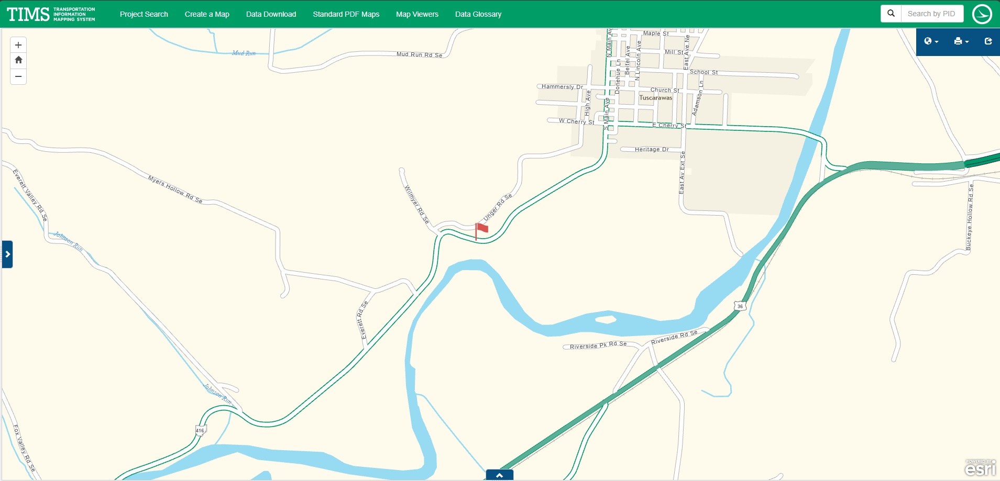 TIMS
TRANSPORTATION
INFORMATION
MAPPING SYSTEM
Project Search
Create a Map
Data Download
Standard PDF Maps
Map Viewers
Data Glossary
Search by PID
Mud Run
Mud Run Rd Se
Maple St
N Main Av
Beitel Ave
N Lincoln Ave
East Ave Ne
Mill St
School St
Donehue Ln
Hammersly Dr
Church St
Tuscarawas
Adamson Ln
High Ave
S Main Ave
W Cherry St
E Cherry St
Heritage Dr
East Av Ext Se
Myers Hollow Rd Se
Everett Valley Rd Se
Wilmyer Rd Se
Unger Rd Se
Buckeye Hollow Rd Se
Johnson Run
36
Everett Rd Se
Riverside Rd Se
Riverside Pk Rd Se
Johnson Run
416
Fox Valley Rd Se
POWERED BY
esri